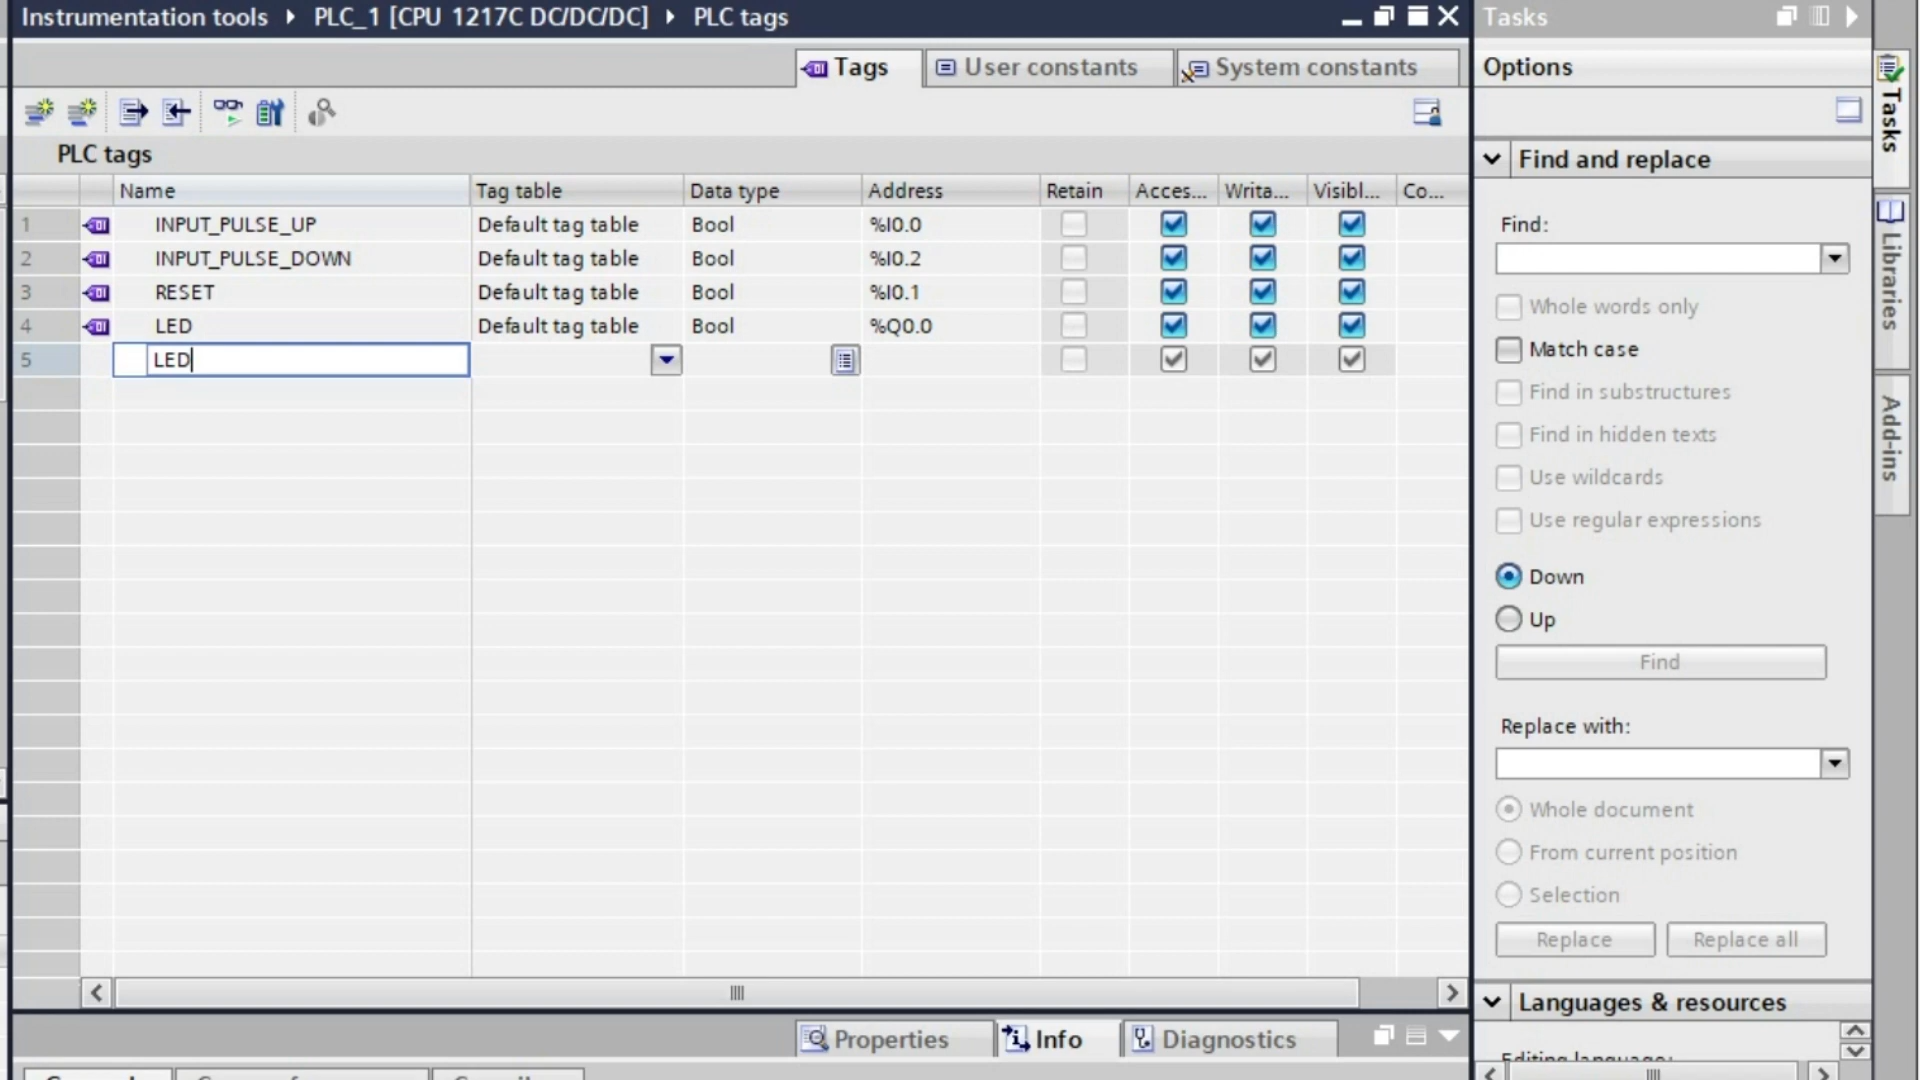 Instrumentation tools ▸ PLC_1 [CPU 1217C DC/DC/DC] ▸ PLC tags
Tags
User constants
System constants
PLC tags
Name Tag table Data type Address Retain Acces... Writa... Visibl... Co...
1 INPUT_PULSE_UP Default tag table Bool %I0.0
2 INPUT_PULSE_DOWN Default tag table Bool %I0.2
3 RESET Default tag table Bool %I0.1
4 LED Default tag table Bool %Q0.0
5 LED
Properties
Info
Diagnostics
Tasks
Options
Find and replace
Find:
Whole words only
Match case
Find in substructures
Find in hidden texts
Use wildcards
Use regular expressions
Down
Up
Find
Replace with:
Whole document
From current position
Selection
Replace
Replace all
Languages & resources
Editing language:
Tasks
Libraries
Add-ins